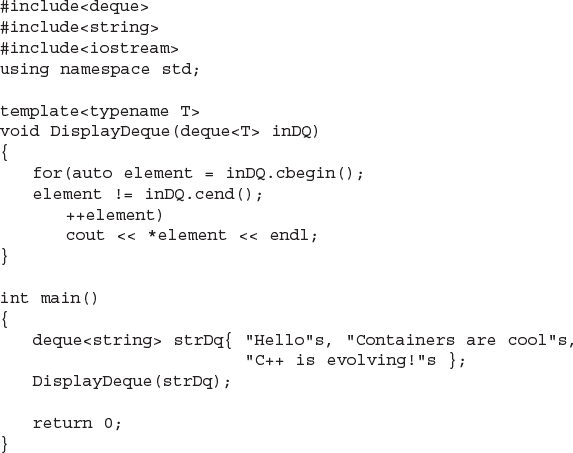 #include<deque>
#include<string>
#include<iostream>
using namespace std;

template<typename T>
void DisplayDeque(deque<T> inDQ)
{
   for(auto element = inDQ.cbegin();
   element != inDQ.cend();
      ++element)
      cout << *element << endl;
}

int main()
{
   deque<string> strDq{ "Hello"s, "Containers are cool"s,
                        "C++ is evolving!"s };
   DisplayDeque(strDq);

   return 0;
}